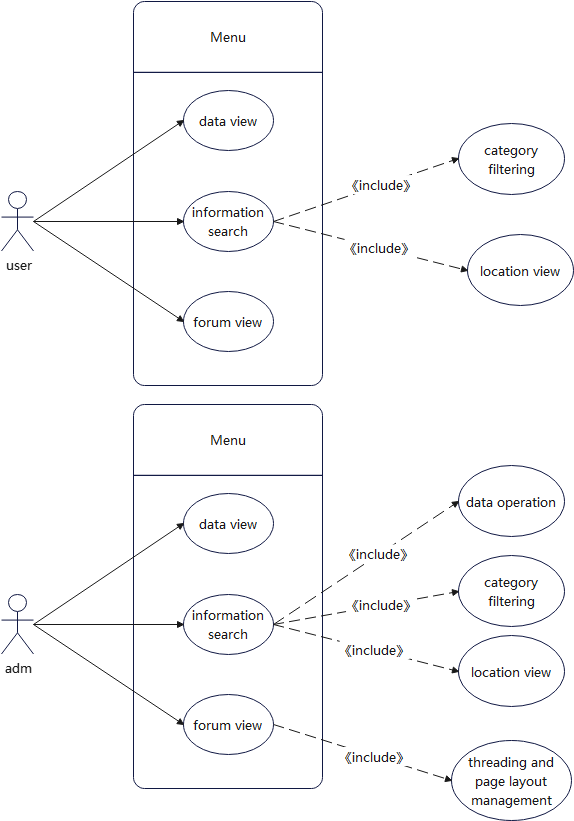 Menu
data view
category
filtering
《include》
information
search
《include》
user
location view
forum view
Menu
data operation
data view
《include》
category
filtering
《include》
information
search
《include》
adm
location view
forum view
《include》
threading and
page layout
management